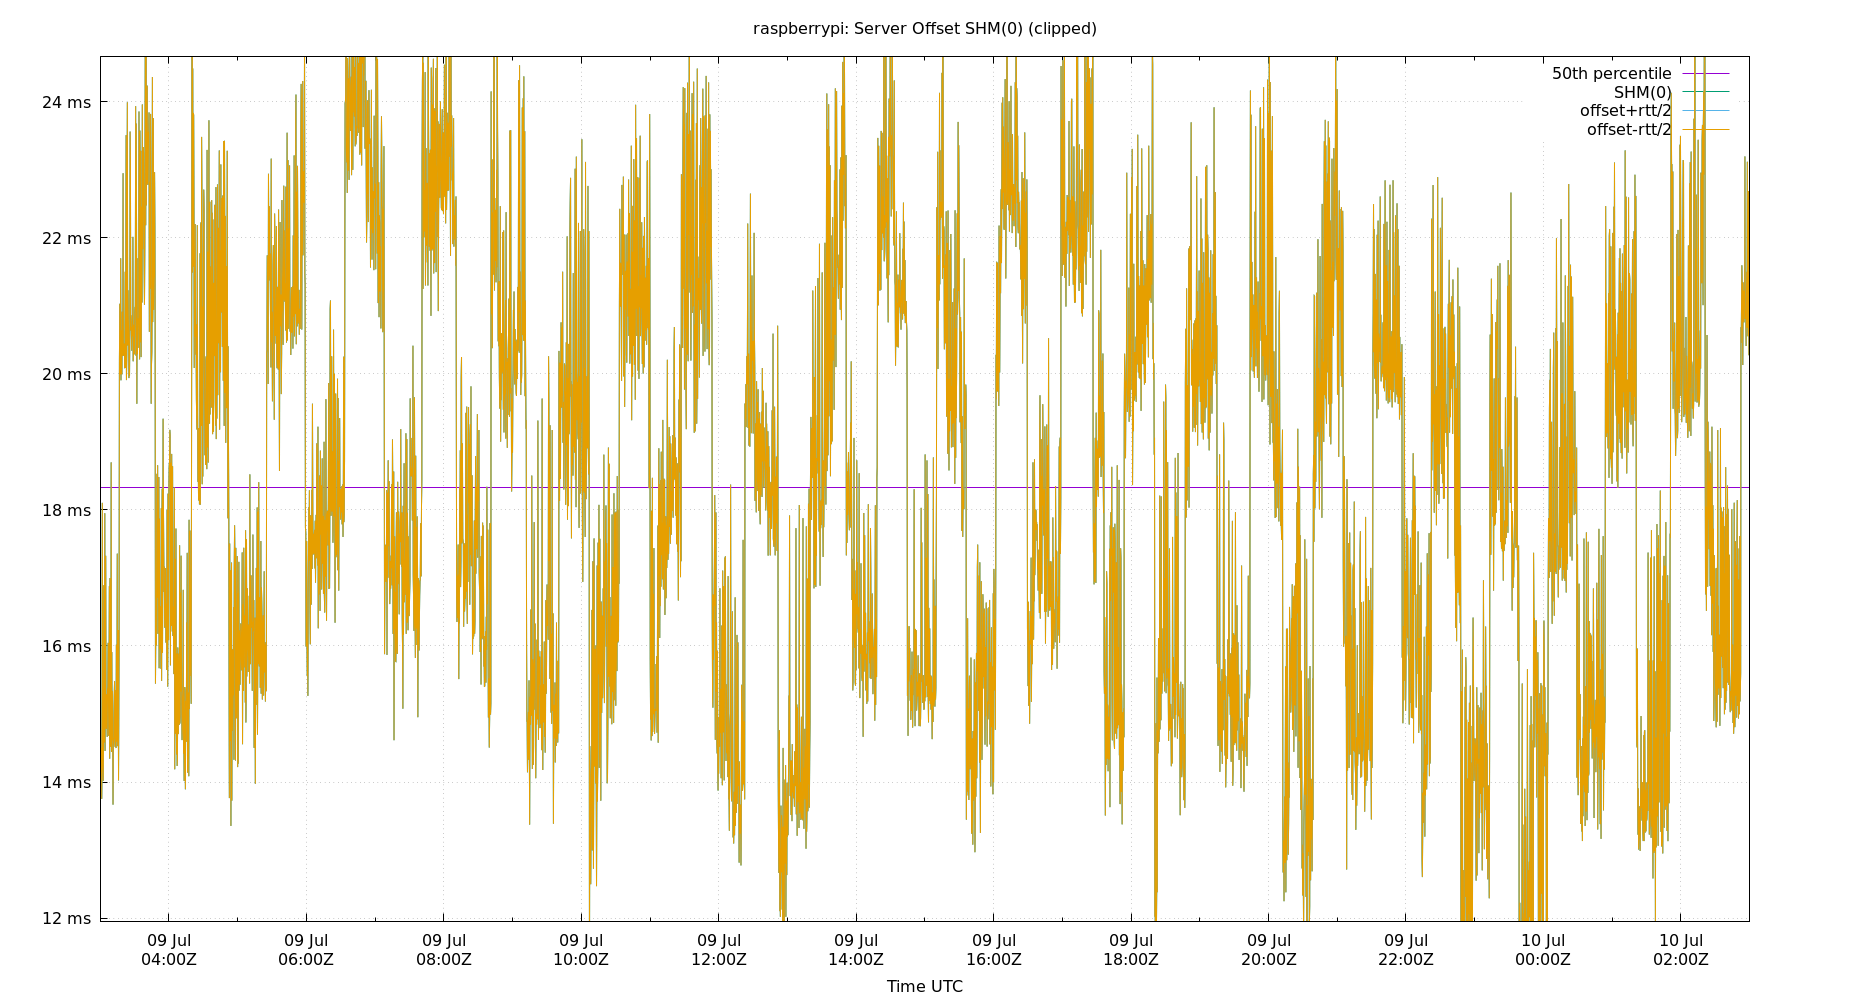 raspberrypi: Server Offset SHM(0) (clipped)
50th percentile
SHM(0)
offset+rtt/2
offset-rtt/2
24 ms
22 ms
20 ms
18 ms
16 ms
14 ms
12 ms
09 Jul 09 Jul 09 Jul 09 Jul 09 Jul 09 Jul 09 Jul 09 Jul 09 Jul 09 Jul 10 Jul 10 Jul
04:00Z 06:00Z 08:00Z 10:00Z 12:00Z 14:00Z 16:00Z 18:00Z 20:00Z 22:00Z 00:00Z 02:00Z
Time UTC